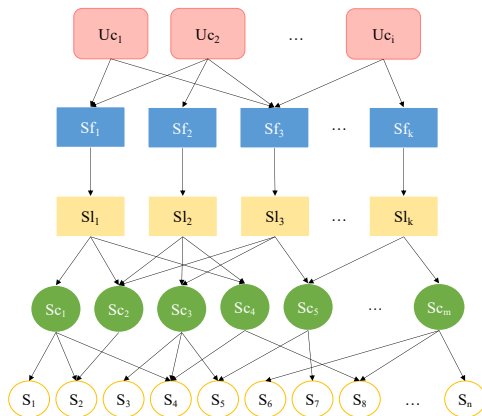 Uc₁ Uc₂ ... Ucᵢ
Sf₁ Sf₂ Sf₃ ... Sfₖ
Sl₁ Sl₂ Sl₃ ... Slₖ
Sc₁ Sc₂ Sc₃ Sc₄ Sc₅ ... Scₘ
S₁ S₂ S₃ S₄ S₅ S₆ S₇ S₈ ... Sₙ